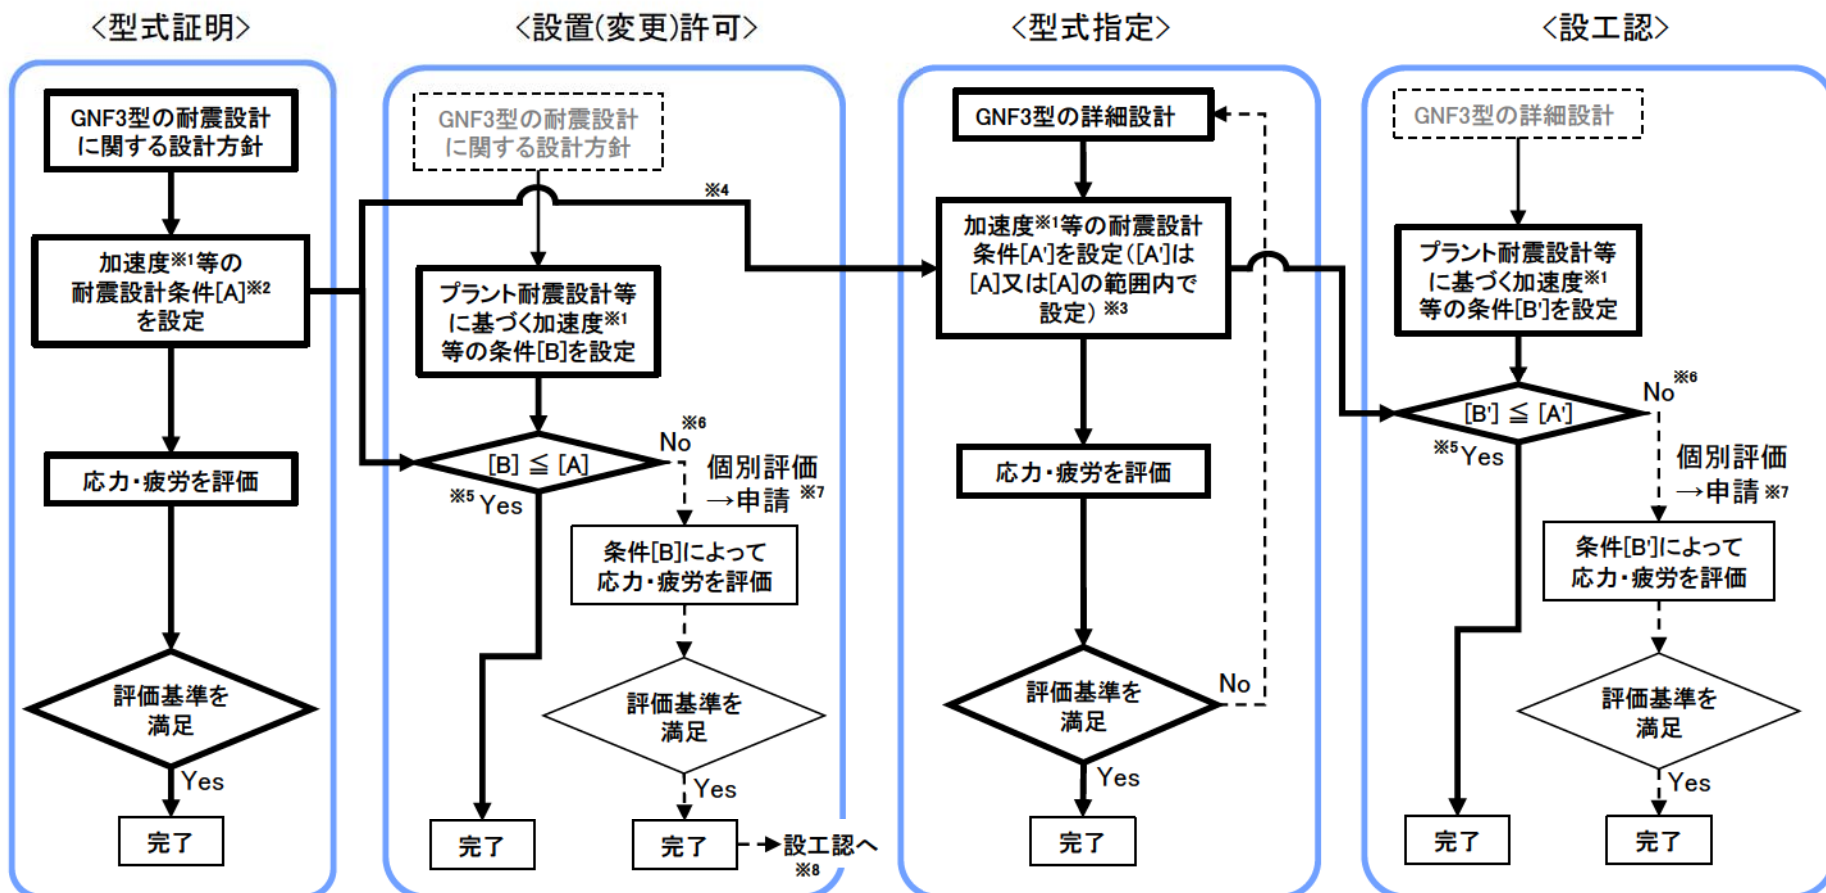 <型式証明>
GNF3型の耐震設計
に関する設計方針
加速度※1等の
耐震設計条件[A]※2
を設定
応力・疲労を評価
評価基準を
満足
Yes
完了
<設置(変更)許可>
GNF3型の耐震設計
に関する設計方針
※4
プラント耐震設計等
に基づく加速度※1
等の条件[B]を設定
[B] ≦ [A]
No※6
※5 Yes
個別評価
→申請 ※7
条件[B]によって
応力・疲労を評価
評価基準を
満足
Yes
完了
完了
設工認へ
※8
<型式指定>
GNF3型の詳細設計
加速度※1等の耐震設計
条件[A']を設定([A']は
[A]又は[A]の範囲内で
設定) ※3
応力・疲労を評価
評価基準を
満足
No
Yes
完了
<設工認>
GNF3型の詳細設計
プラント耐震設計等
に基づく加速度※1
等の条件[B']を設定
[B'] ≦ [A']
No※6
※5 Yes
個別評価
→申請 ※7
条件[B']によって
応力・疲労を評価
評価基準を
満足
Yes
完了
完了